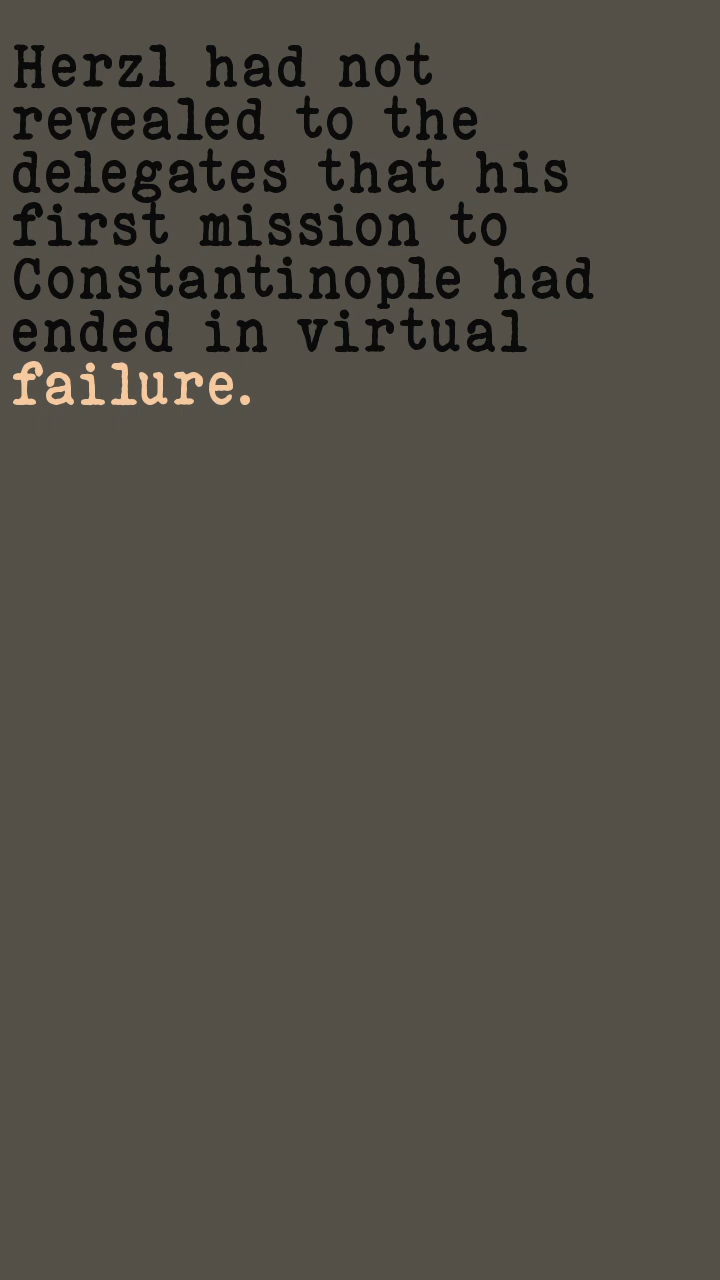 Herzl had not
revealed to the
delegates that his
first mission to
Constantinople had
ended in virtual
failure.